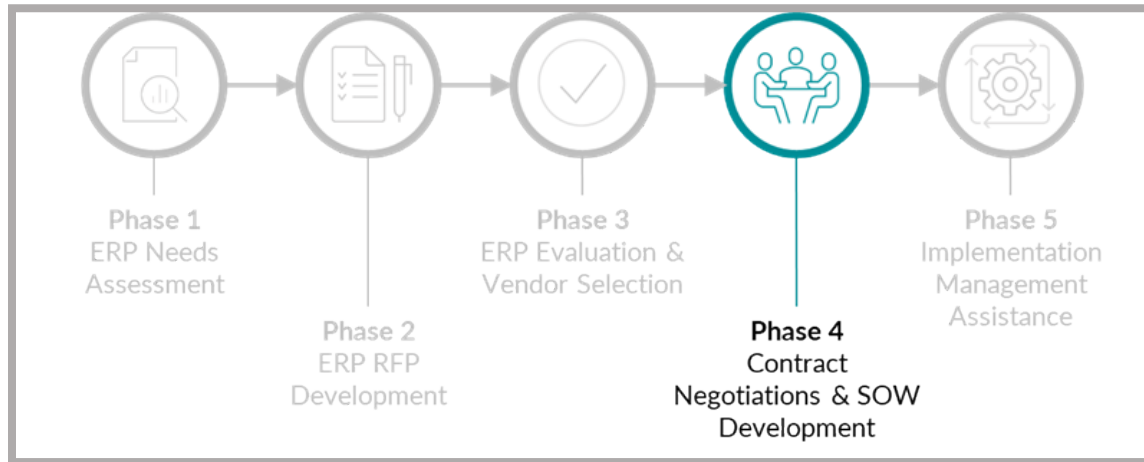 Phase 1
ERP Needs
Assessment
Phase 2
ERP RFP
Development
Phase 3
ERP Evaluation &
Vendor Selection
Phase 4
Contract
Negotiations & SOW
Development
Phase 5
Implementation
Management
Assistance